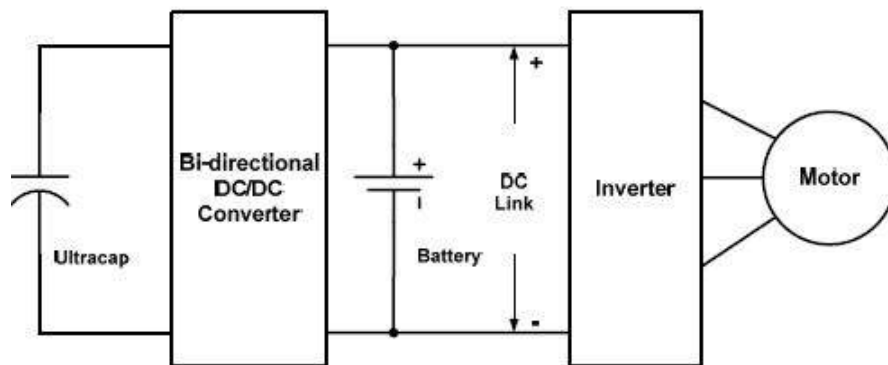 Ultracap
Bi-directional
DC/DC
Converter
+
Battery
+
DC
Link
-
Inverter
Motor